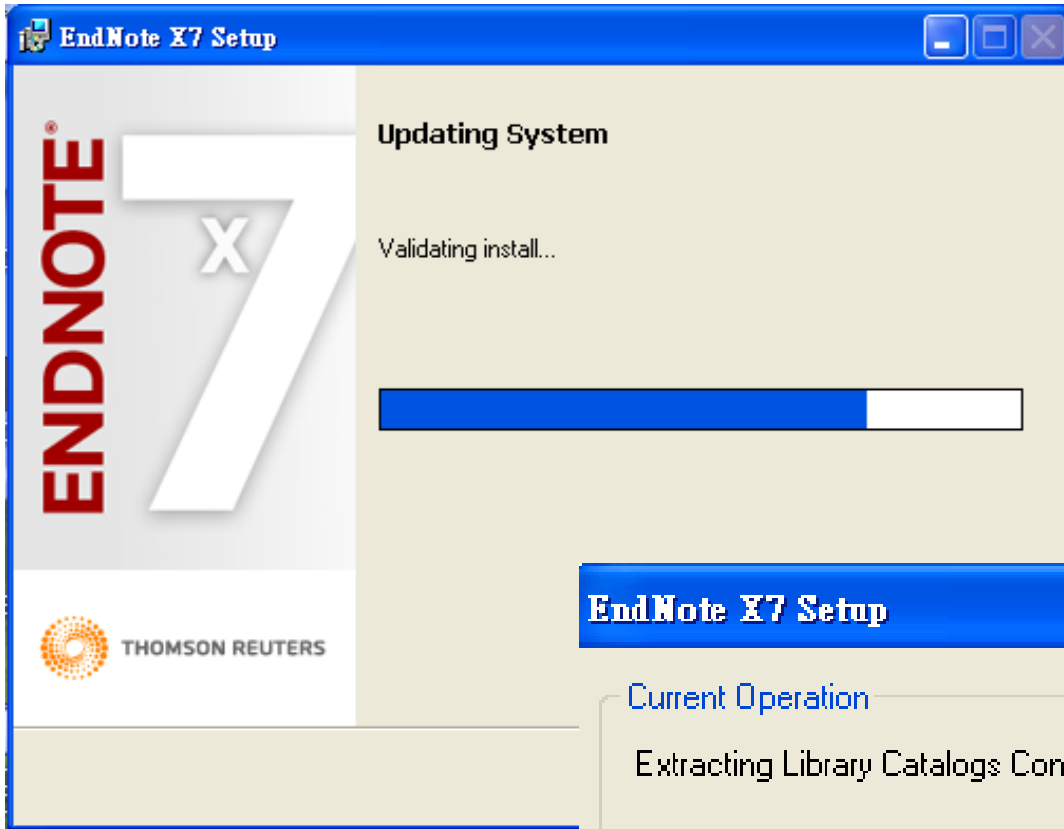 EndNote X7 Setup
ENDNOTE®
X7
Updating System
Validating install...
THOMSON REUTERS
EndNote X7 Setup
Current Operation
Extracting Library Catalogs Con